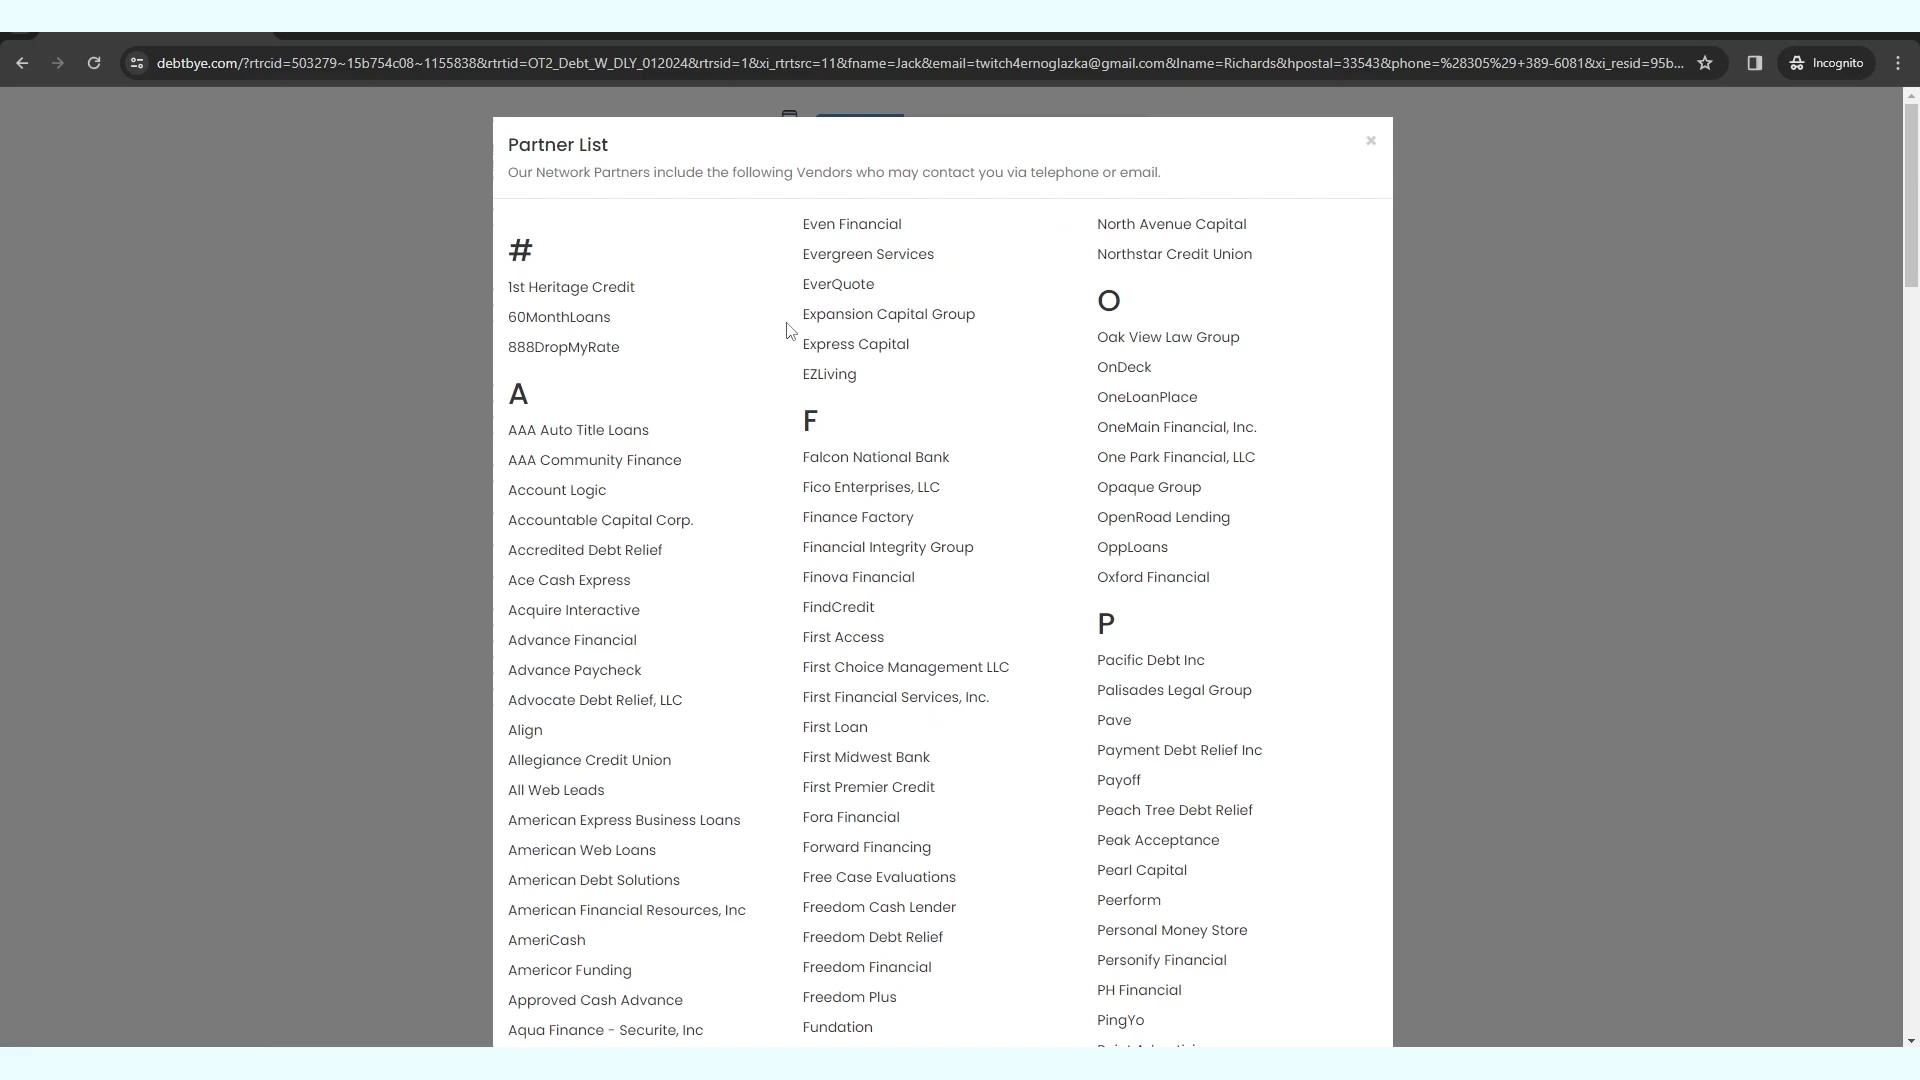 debtbye.com/?rtrcid=503279~15b754c08~1155838&rtrtid=OT2_Debt_W_DLY_012024&rtrsid=1&xi_rtrtsrc=11&fname=Jack&email=twitch4ernoglazka@gmail.com&lname=Richards&hpostal=33543&phone=%28305%29+389-6081&xi_resid=95b...
Incognito
Partner List
Our Network Partners include the following Vendors who may contact you via telephone or email.
#
1st Heritage Credit
60MonthLoans
888DropMyRate
A
AAA Auto Title Loans
AAA Community Finance
Account Logic
Accountable Capital Corp.
Accredited Debt Relief
Ace Cash Express
Acquire Interactive
Advance Financial
Advance Paycheck
Advocate Debt Relief, LLC
Align
Allegiance Credit Union
All Web Leads
American Express Business Loans
American Web Loans
American Debt Solutions
American Financial Resources, Inc
AmeriCash
Americor Funding
Approved Cash Advance
Aqua Finance - Securite, Inc
Even Financial
Evergreen Services
EverQuote
Expansion Capital Group
Express Capital
EZLiving
F
Falcon National Bank
Fico Enterprises, LLC
Finance Factory
Financial Integrity Group
Finova Financial
FindCredit
First Access
First Choice Management LLC
First Financial Services, Inc.
First Loan
First Midwest Bank
First Premier Credit
Fora Financial
Forward Financing
Free Case Evaluations
Freedom Cash Lender
Freedom Debt Relief
Freedom Financial
Freedom Plus
Fundation
North Avenue Capital
Northstar Credit Union
O
Oak View Law Group
OnDeck
OneLoanPlace
OneMain Financial, Inc.
One Park Financial, LLC
Opaque Group
OpenRoad Lending
OppLoans
Oxford Financial
P
Pacific Debt Inc
Palisades Legal Group
Pave
Payment Debt Relief Inc
Payoff
Peach Tree Debt Relief
Peak Acceptance
Pearl Capital
Peerform
Personal Money Store
Personify Financial
PH Financial
PingYo